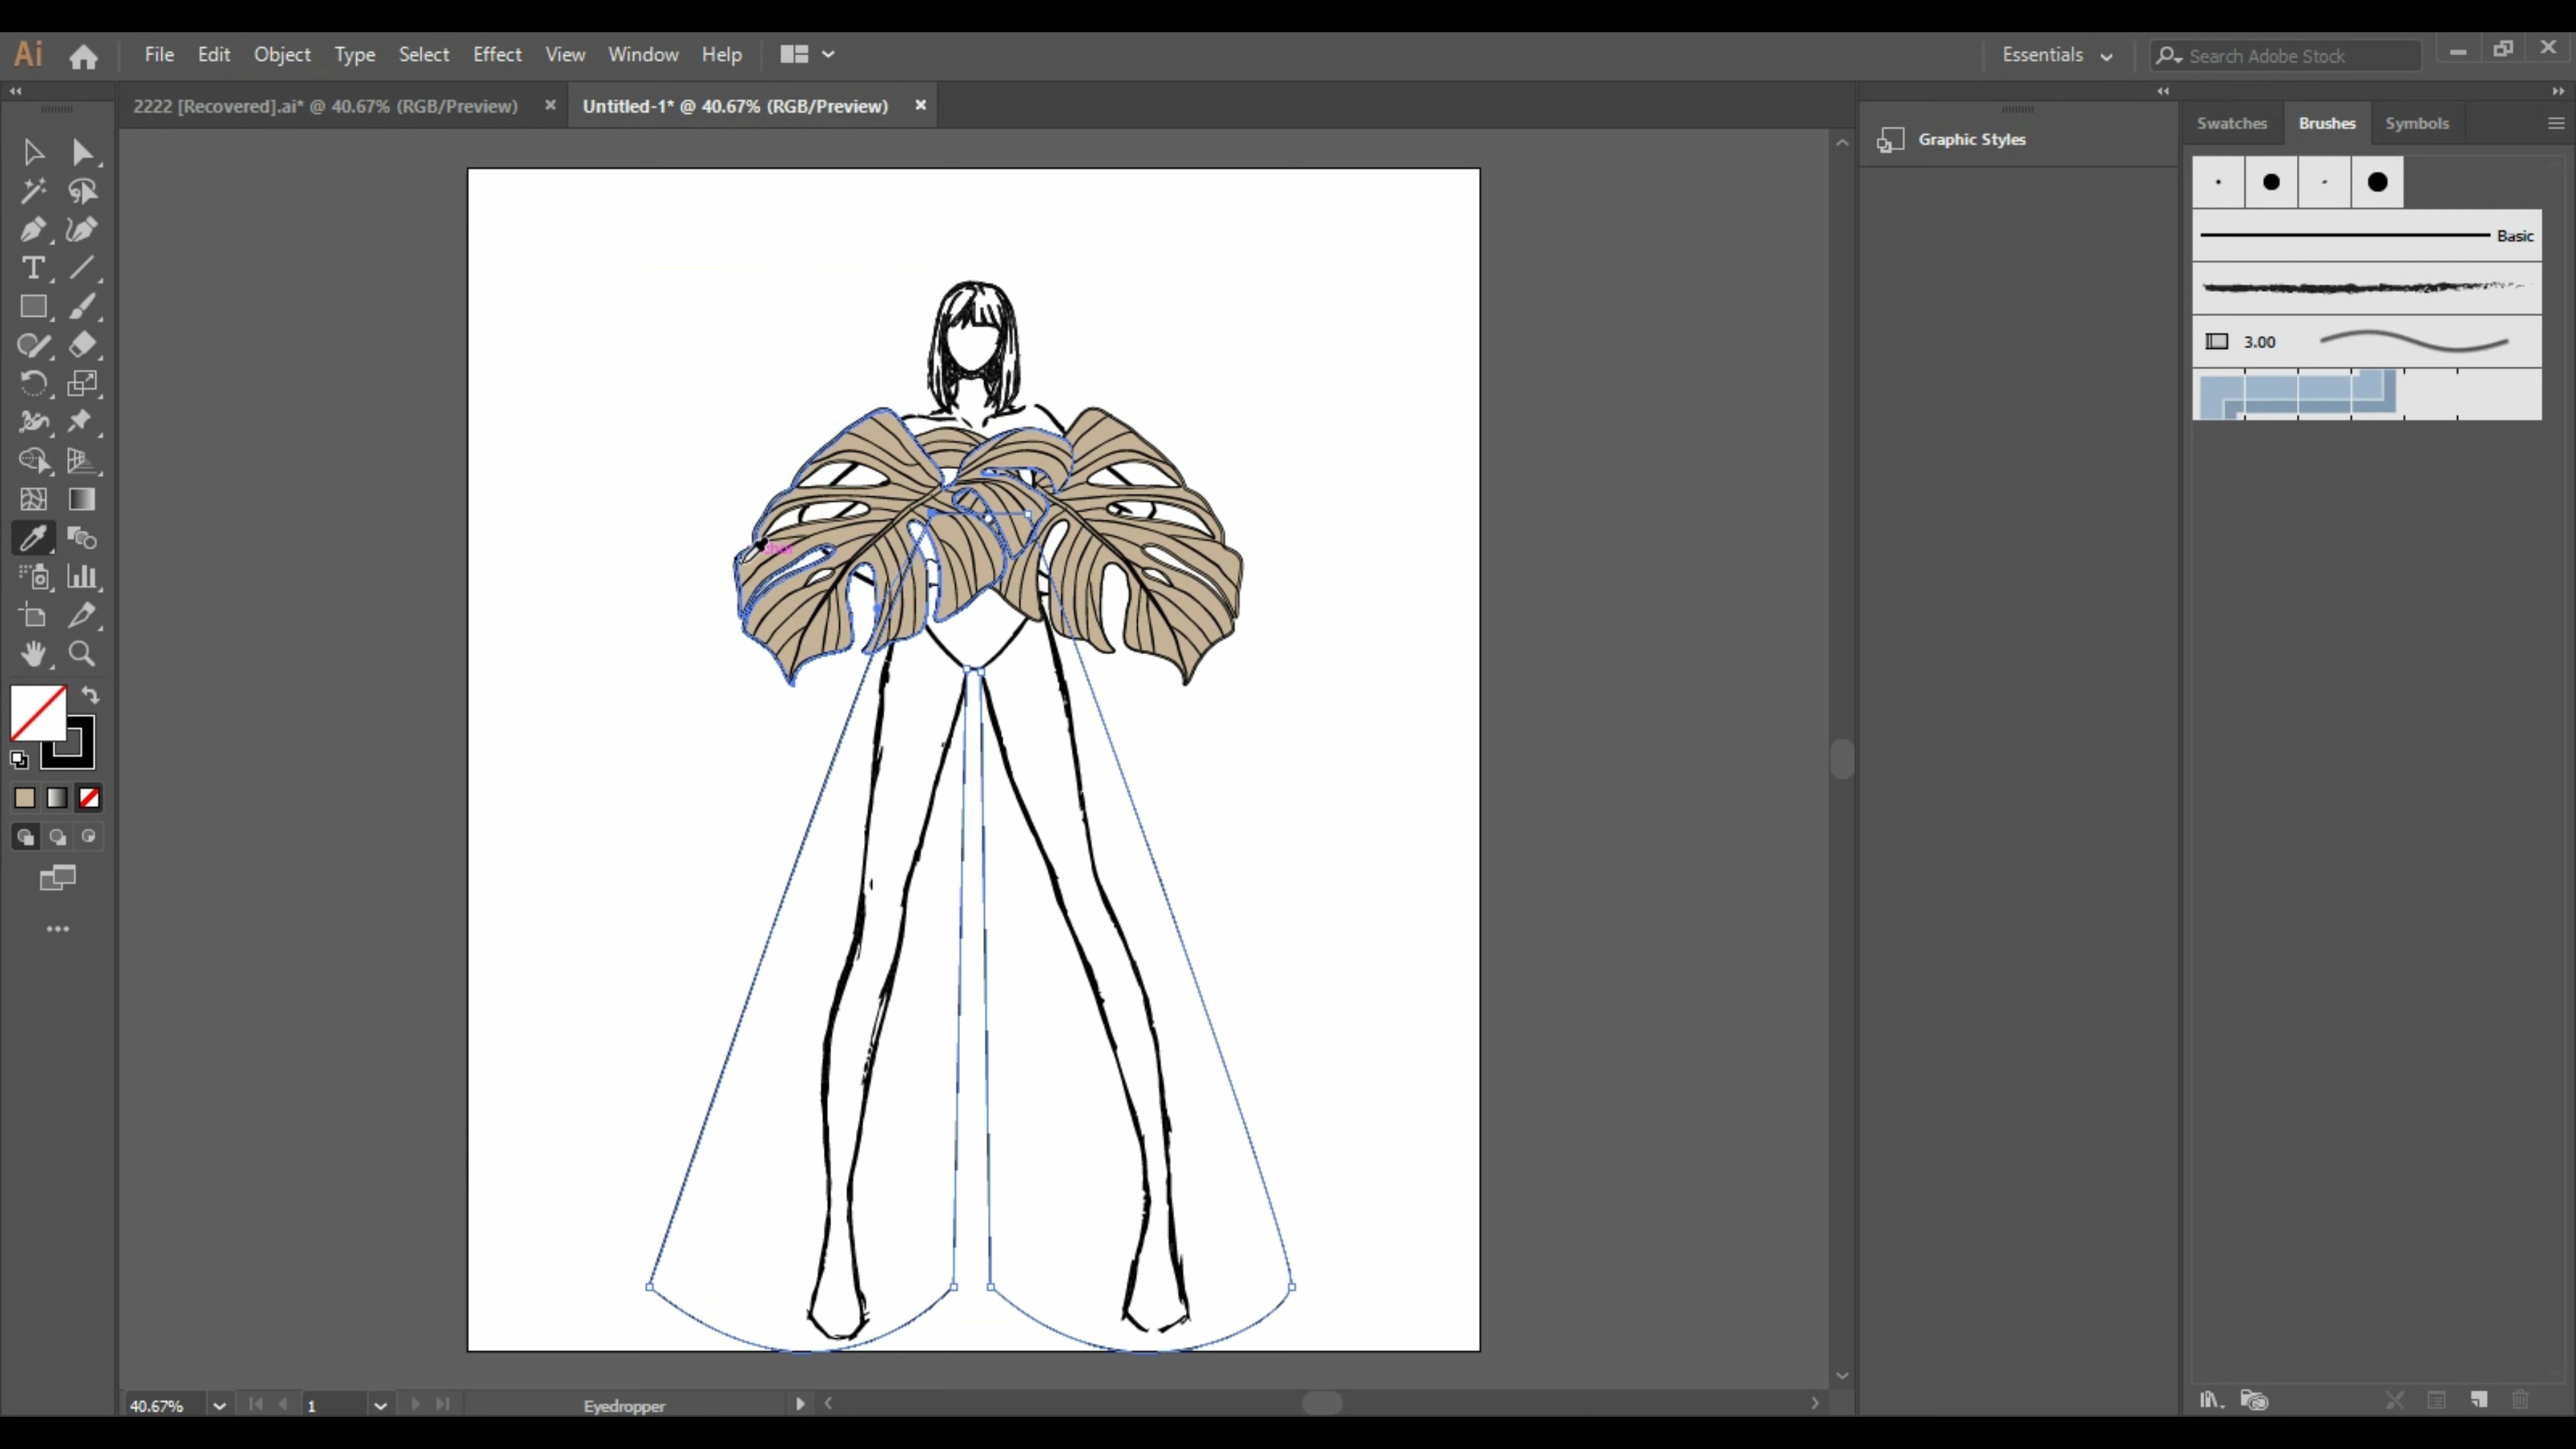 Ai File Edit Object Type Select Effect View Window Help Essentials Search Adobe Stock
2222 [Recovered].ai* @ 40.67% (RGB/Preview) × Untitled-1* @ 40.67% (RGB/Preview) ×
Graphic Styles
Swatches Brushes Symbols
Basic
3.00
40.67% 1 Eyedropper